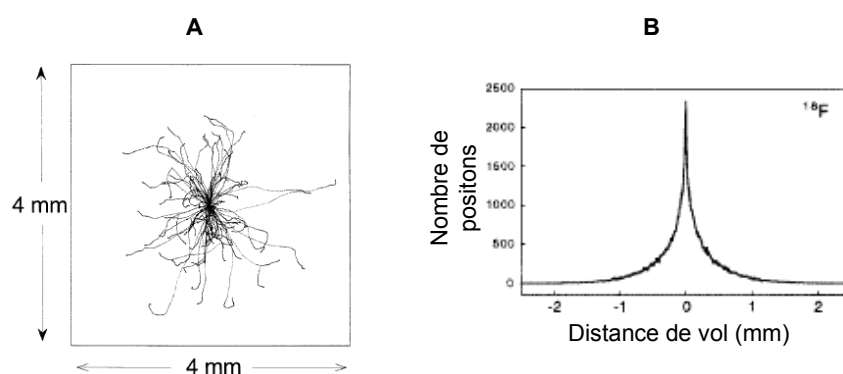 A
4 mm
4 mm
B
Nombre de
positons
2500
2000
1500
1000
500
0
18F
-2
-1
0
1
2
Distance de vol (mm)